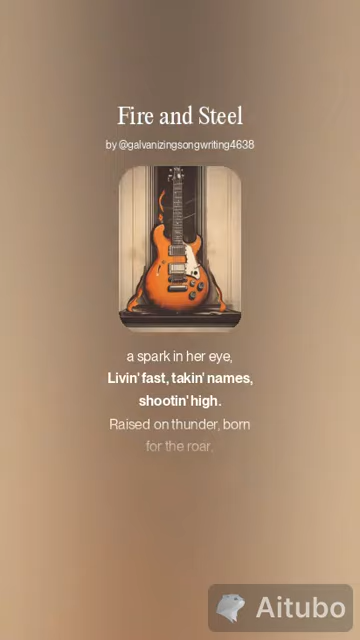 Fire and Steel
by @galvanizingsongwriting4638
a spark in her eye,
Livin' fast, takin' names,
shootin' high.
Raised on thunder, born
for the roar,
Aitubo